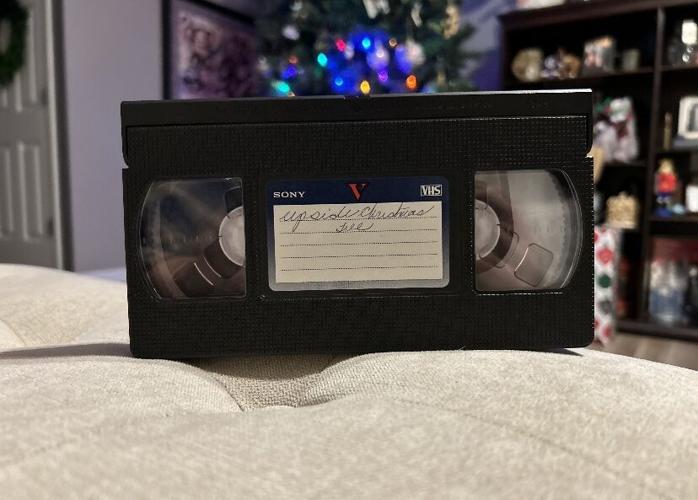 SONY V VHS
upside Christmas
Tree